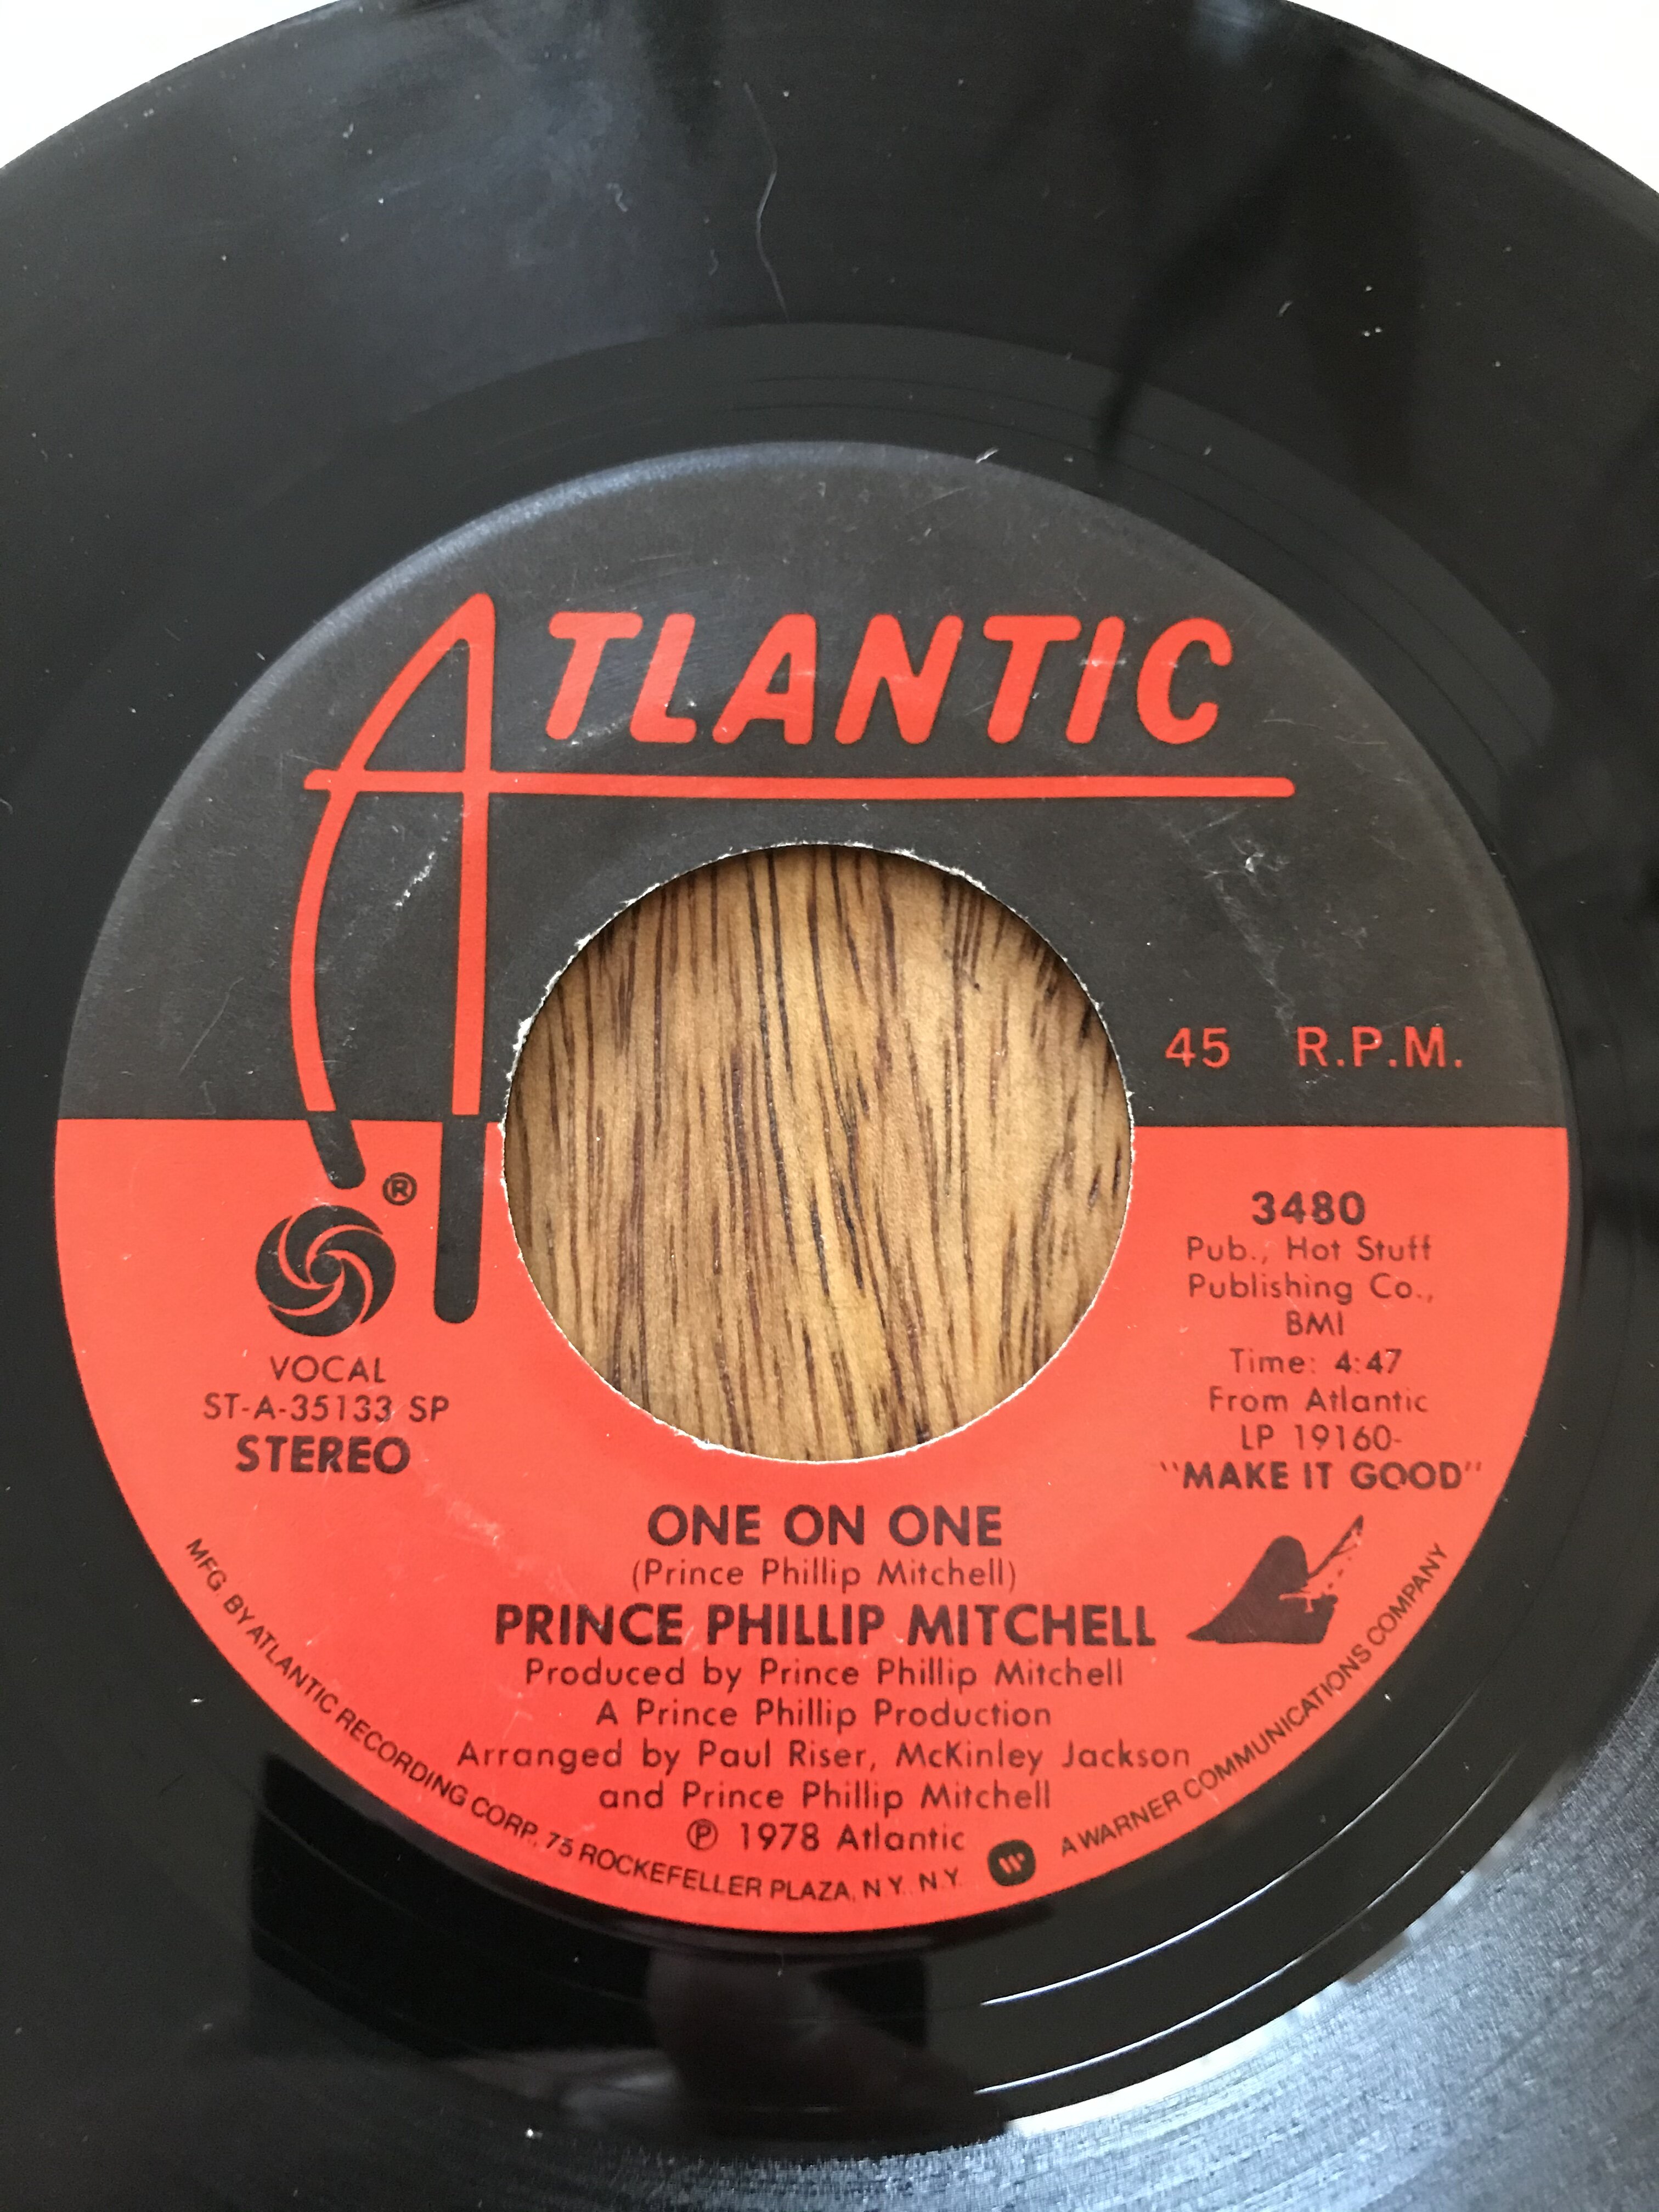 ATLANTIC
45 R.P.M.
®
VOCAL
ST-A-35133 SP
STEREO
3480
Pub., Hot Stuff
Publishing Co.,
BMI
Time: 4:47
From Atlantic
LP 19160-
"MAKE IT GOOD"
ONE ON ONE
(Prince Phillip Mitchell)
PRINCE PHILLIP MITCHELL
Produced by Prince Phillip Mitchell
A Prince Phillip Production
Arranged by Paul Riser, McKinley Jackson
and Prince Phillip Mitchell
℗ 1978 Atlantic
MFG. BY ATLANTIC RECORDING CORP., 75 ROCKEFELLER PLAZA, N.Y., N.Y. W A WARNER COMMUNICATIONS COMPANY